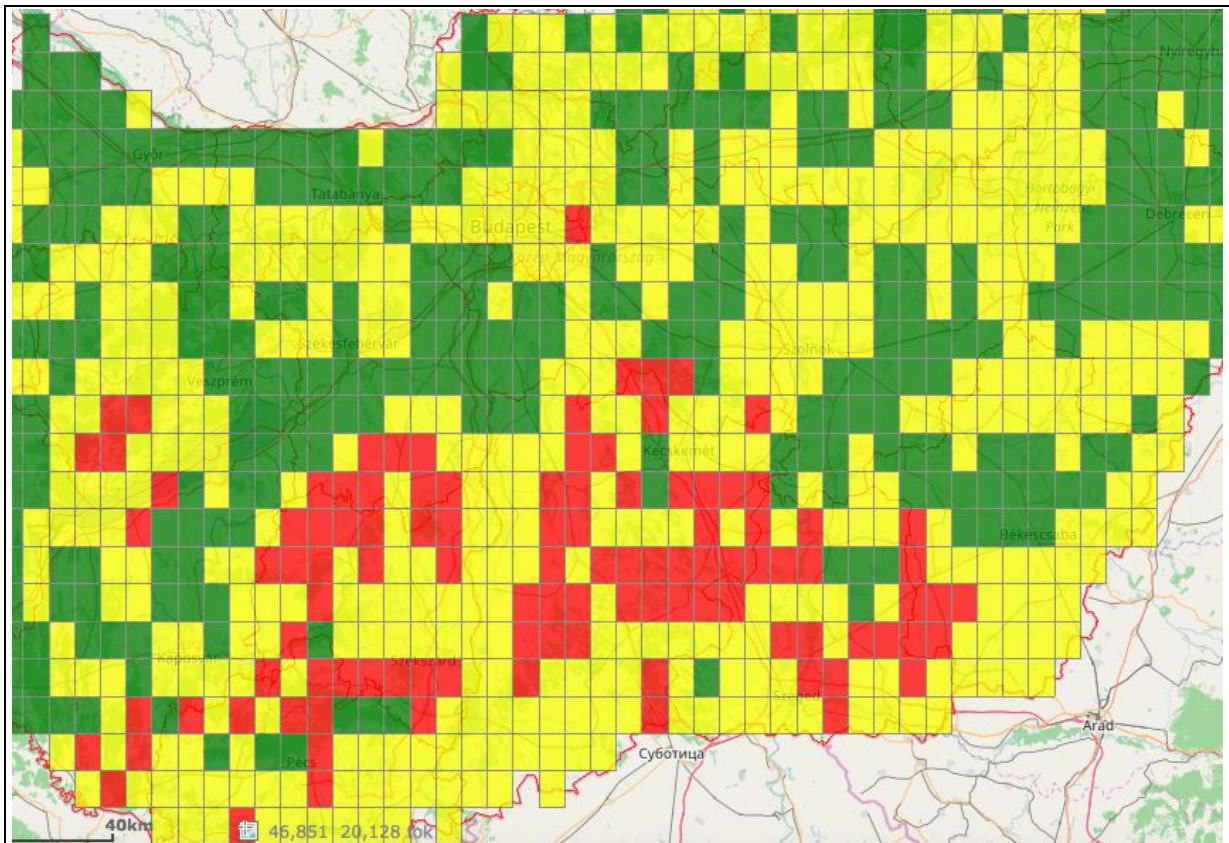 Nyíregyh
Győr
Tatabánya
Hortobágyi
Nemzeti
Park
Debrecen
Budapest
Közép-Magyarország
Székesfehérvár
Szolnok
Veszprém
Kecskemét
Békéscsaba
Kaposvár
Szekszárd
Szeged
Arad
Суботица
Pécs
40km
46,851 20,128 fok